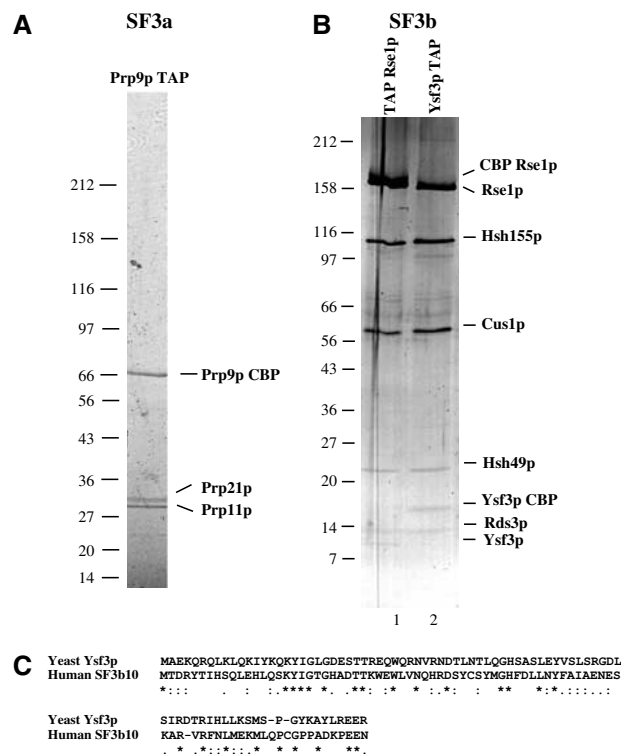 A
SF3a
Prp9p TAP
212
158
116
97
66
56
43
36
27
20
14
Prp9p CBP
Prp21p
Prp11p
B
SF3b
TAP Rse1p
Ysf3p TAP
212
158
116
97
66
56
43
36
27
20
14
7
CBP Rse1p
Rse1p
Hsh155p
Cus1p
Hsh49p
Ysf3p CBP
Rds3p
Ysf3p
1 2
C
Yeast Ysf3p MAEKQRQLKLQKIYKQKYIGLGDESTTREQWQRNVRNDTLNTLQGHSASLEYVSLSRGDL
Human SF3b10 MTDRYTIHSQLEHLQSKYIGTGHADTTKWEWLVNQHRDSYCSYMGHFDLLNYFAIAENES
Yeast Ysf3p SIRDTRIHLLKSMS-P-GYKAYLREER
Human SF3b10 KAR-VRFNLMEKMLQPCGPPADKPEEN